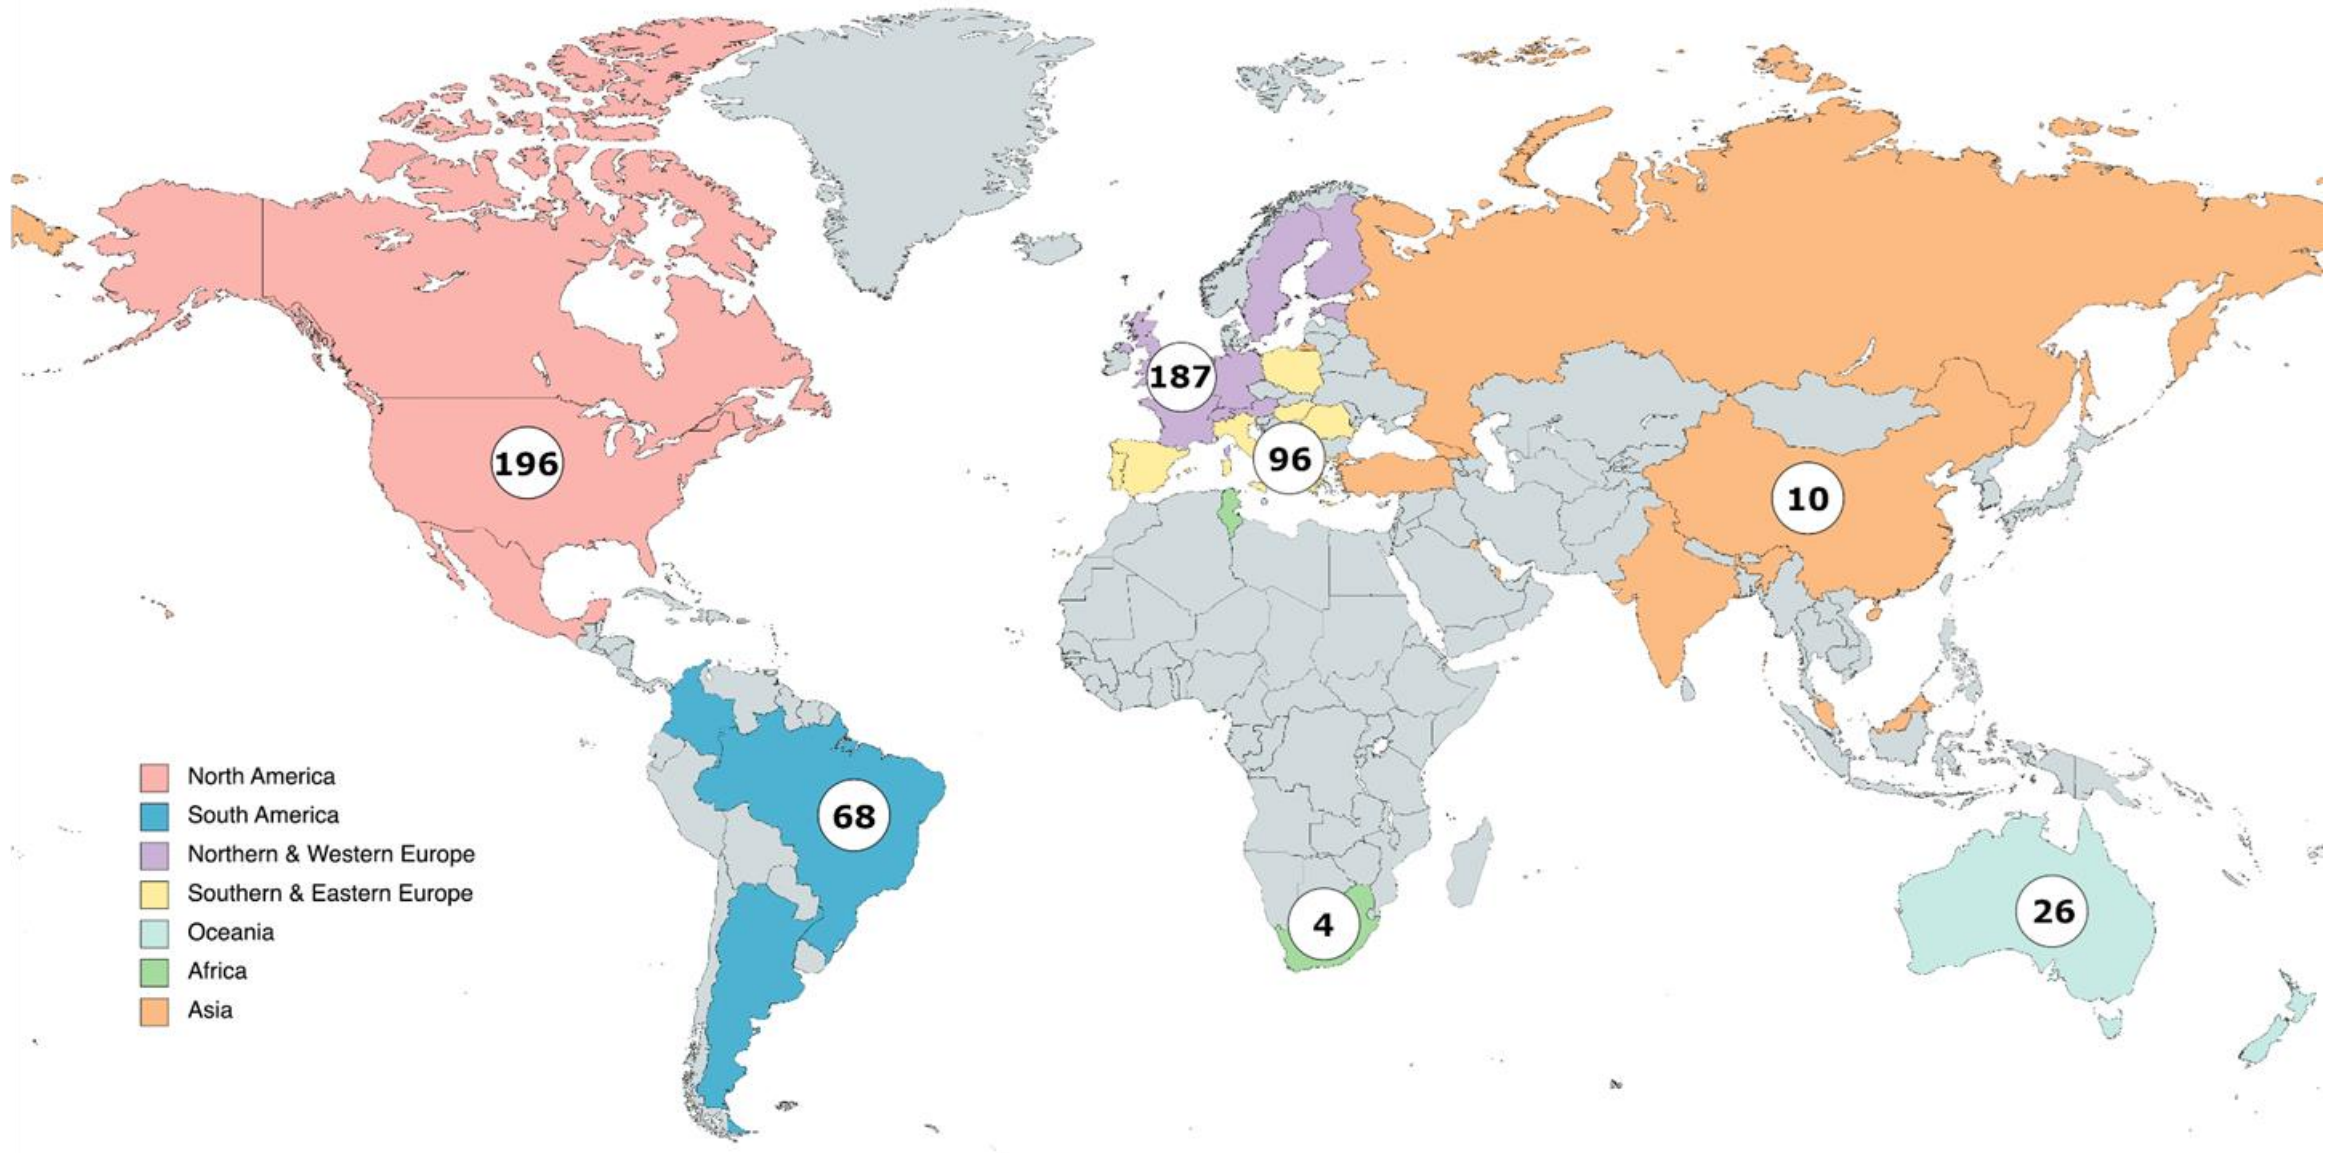 187
196
96
10
68
4
26
North America
South America
Northern & Western Europe
Southern & Eastern Europe
Oceania
Africa
Asia